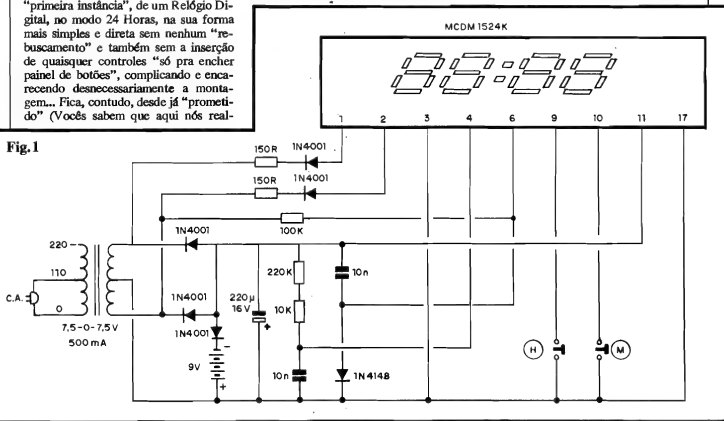 “primeira instância”, de um Relógio Di-
gital, no modo 24 Horas, na sua forma
mais simples e direta sem nenhum “re-
buscamento” e também sem a inserção
de quaisquer controles “só pra encher
painel de botões”, complicando e enca-
recendo desnecessariamente a monta-
gem... Fica, contudo, desde já “prometi-
do” (Vocês sabem que aqui nós real-
MCDM1524K
88-88
1 2 3 4 6 9 10 11 17
Fig.1
150R 1N4001
150R 1N4001
100K
1N4001
220
110
0
C.A.
7,5-0-7,5V
500mA
1N4001
1N4001
9V
-
+
220µ
16V
+
220K
10K
10n
10n
1N4148
H
M